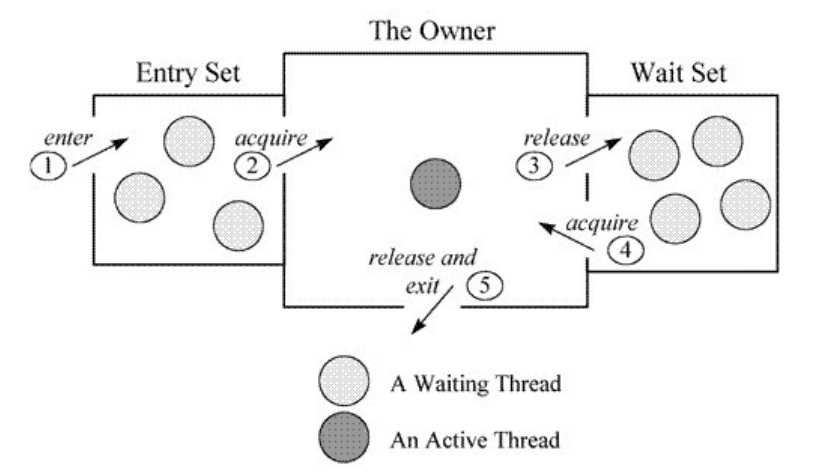 The Owner
Entry Set
Wait Set
enter
1
acquire
2
release
3
acquire
4
release and
exit 5
A Waiting Thread
An Active Thread